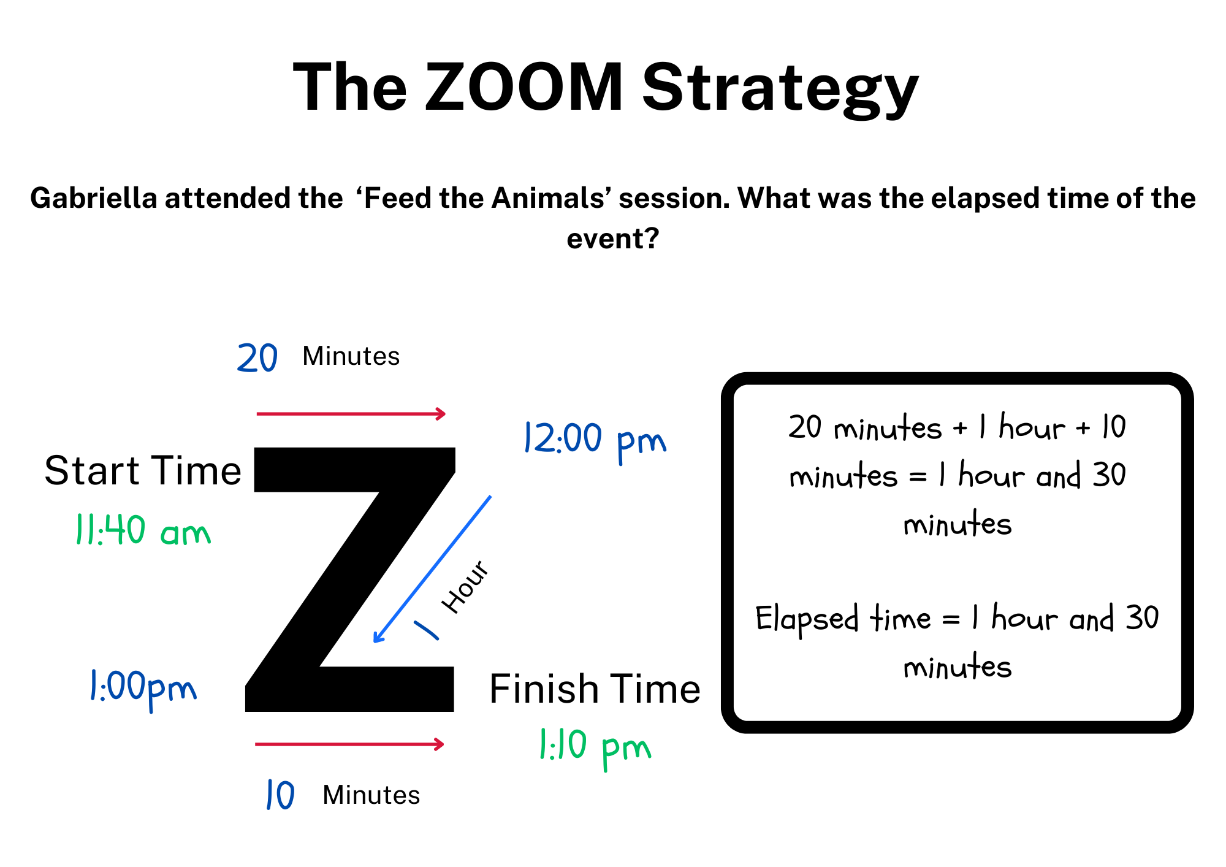 The ZOOM Strategy
Gabriella attended the ‘Feed the Animals’ session. What was the elapsed time of the
event?
20 Minutes
12:00 pm
Start Time
11:40 am
1 Hour
1:00pm
Finish Time
1:10 pm
10 Minutes
20 minutes + 1 hour + 10
minutes = 1 hour and 30
minutes
Elapsed time = 1 hour and 30
minutes